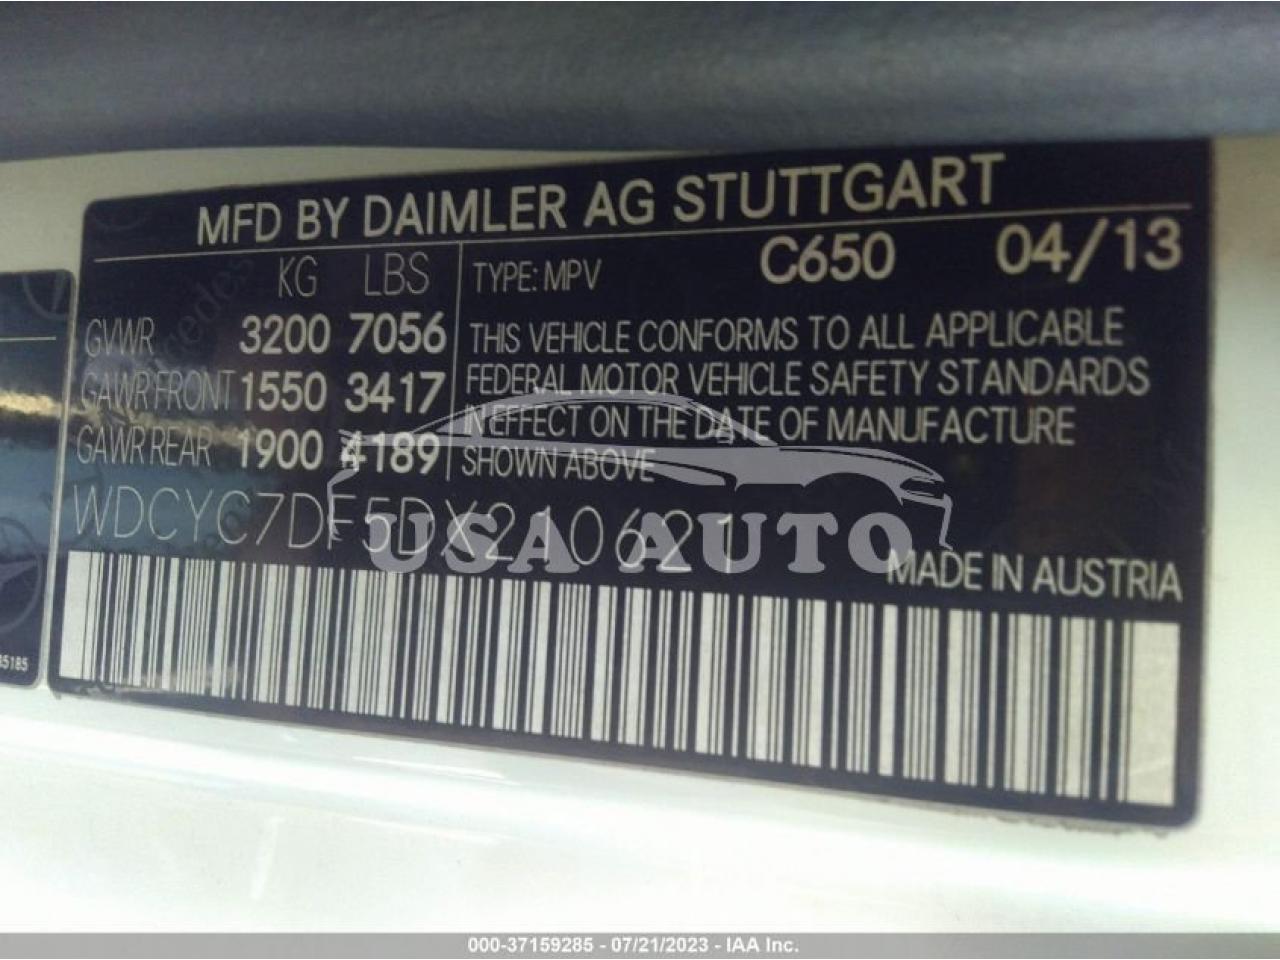 MFD BY DAIMLER AG STUTTGART
KG LBS
TYPE: MPV C650 04/13
GVWR 3200 7056
GAWR FRONT 1550 3417
GAWR REAR 1900 4189
THIS VEHICLE CONFORMS TO ALL APPLICABLE
FEDERAL MOTOR VEHICLE SAFETY STANDARDS
IN EFFECT ON THE DATE OF MANUFACTURE
SHOWN ABOVE
WDCYC7DF5DX210621
USA AUTO
MADE IN AUSTRIA
000-37159285 - 07/21/2023 - IAA Inc.